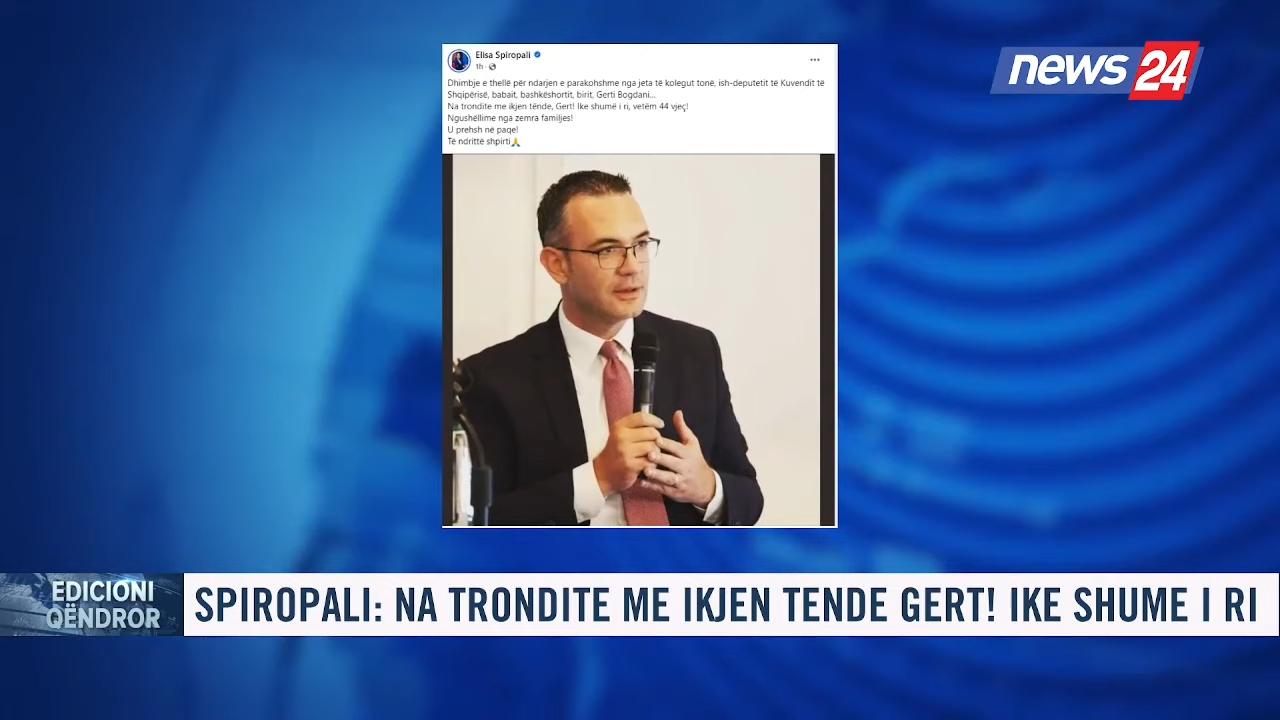 Elisa Spiropali
1h
Dhimbje e thellë për ndarjen e parakohshme nga jeta të kolegut tonë, ish-deputetit të Kuvendit të
Shqipërisë, babait, bashkëshortit, birit, Gerti Bogdani...
Na trondite me ikjen tënde, Gert! Ike shumë i ri, vetëm 44 vjeç!
Ngushëllime nga zemra familjes!
U prehsh në paqe!
Të ndrittë shpirti🙏
news 24
EDICIONI
QËNDROR
SPIROPALI: NA TRONDITE ME IKJEN TENDE GERT! IKE SHUME I RI